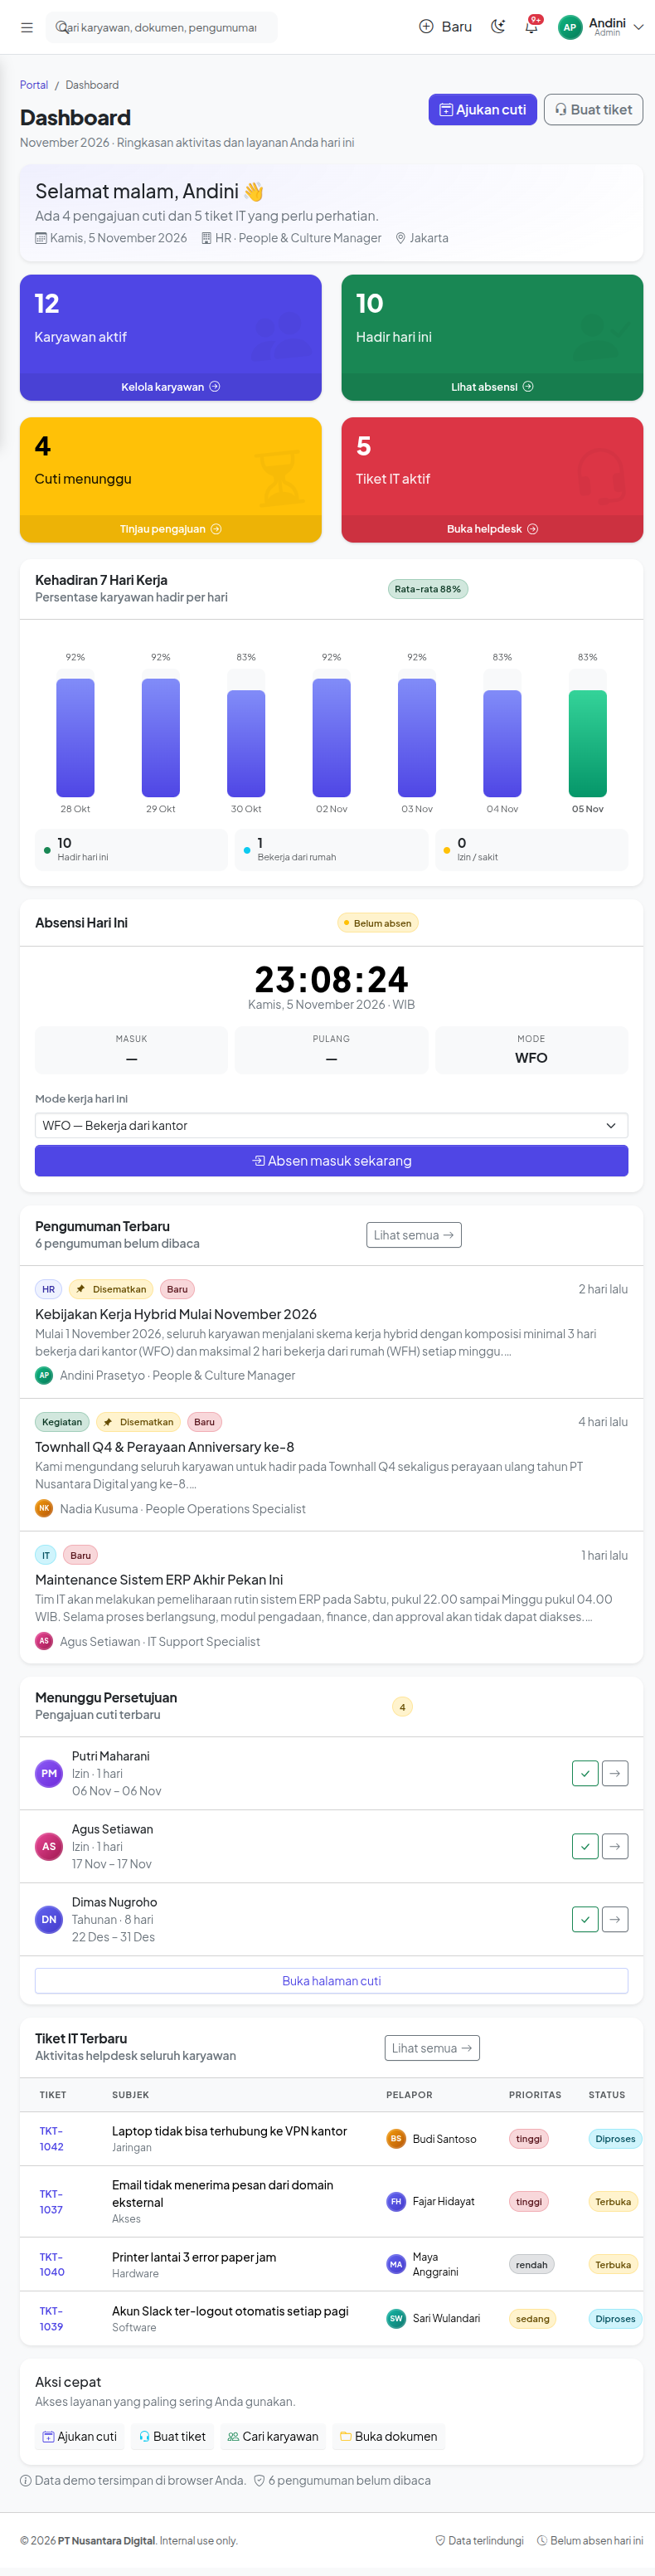 Cari karyawan, dokumen, pengumuman
Baru
9+
AP
Andini
Admin
Portal / Dashboard
Dashboard
November 2026 · Ringkasan aktivitas dan layanan Anda hari ini
Ajukan cuti
Buat tiket
Selamat malam, Andini 👋
Ada 4 pengajuan cuti dan 5 tiket IT yang perlu perhatian.
Kamis, 5 November 2026 HR · People & Culture Manager Jakarta
12
Karyawan aktif
Kelola karyawan
10
Hadir hari ini
Lihat absensi
4
Cuti menunggu
Tinjau pengajuan
5
Tiket IT aktif
Buka helpdesk
Kehadiran 7 Hari Kerja
Persentase karyawan hadir per hari
Rata-rata 88%
92% 92% 83% 92% 92% 83% 83%
28 Okt 29 Okt 30 Okt 02 Nov 03 Nov 04 Nov 05 Nov
10
Hadir hari ini
1
Bekerja dari rumah
0
Izin / sakit
Absensi Hari Ini
Belum absen
23:08:24
Kamis, 5 November 2026 · WIB
MASUK
—
PULANG
—
MODE
WFO
Mode kerja hari ini
WFO — Bekerja dari kantor
Absen masuk sekarang
Pengumuman Terbaru
6 pengumuman belum dibaca
Lihat semua
HR Disematkan Baru 2 hari lalu
Kebijakan Kerja Hybrid Mulai November 2026
Mulai 1 November 2026, seluruh karyawan menjalani skema kerja hybrid dengan komposisi minimal 3 hari
bekerja dari kantor (WFO) dan maksimal 2 hari bekerja dari rumah (WFH) setiap minggu.…
AP Andini Prasetyo · People & Culture Manager
Kegiatan Disematkan Baru 4 hari lalu
Townhall Q4 & Perayaan Anniversary ke-8
Kami mengundang seluruh karyawan untuk hadir pada Townhall Q4 sekaligus perayaan ulang tahun PT
Nusantara Digital yang ke-8.…
NK Nadia Kusuma · People Operations Specialist
IT Baru 1 hari lalu
Maintenance Sistem ERP Akhir Pekan Ini
Tim IT akan melakukan pemeliharaan rutin sistem ERP pada Sabtu, pukul 22.00 sampai Minggu pukul 04.00
WIB. Selama proses berlangsung, modul pengadaan, finance, dan approval akan tidak dapat diakses.…
AS Agus Setiawan · IT Support Specialist
Menunggu Persetujuan
Pengajuan cuti terbaru
4
PM
Putri Maharani
Izin · 1 hari
06 Nov – 06 Nov
AS
Agus Setiawan
Izin · 1 hari
17 Nov – 17 Nov
DN
Dimas Nugroho
Tahunan · 8 hari
22 Des – 31 Des
Buka halaman cuti
Tiket IT Terbaru
Aktivitas helpdesk seluruh karyawan
Lihat semua
TIKET SUBJEK PELAPOR PRIORITAS STATUS
TKT-
1042
Laptop tidak bisa terhubung ke VPN kantor
Jaringan
BS Budi Santoso tinggi Diproses
TKT-
1037
Email tidak menerima pesan dari domain
eksternal
Akses
FH Fajar Hidayat tinggi Terbuka
TKT-
1040
Printer lantai 3 error paper jam
Hardware
MA Maya
Anggraini
rendah Terbuka
TKT-
1039
Akun Slack ter-logout otomatis setiap pagi
Software
SW Sari Wulandari sedang Diproses
Aksi cepat
Akses layanan yang paling sering Anda gunakan.
Ajukan cuti Buat tiket Cari karyawan Buka dokumen
Data demo tersimpan di browser Anda. 6 pengumuman belum dibaca
© 2026 PT Nusantara Digital. Internal use only.
Data terlindungi Belum absen hari ini